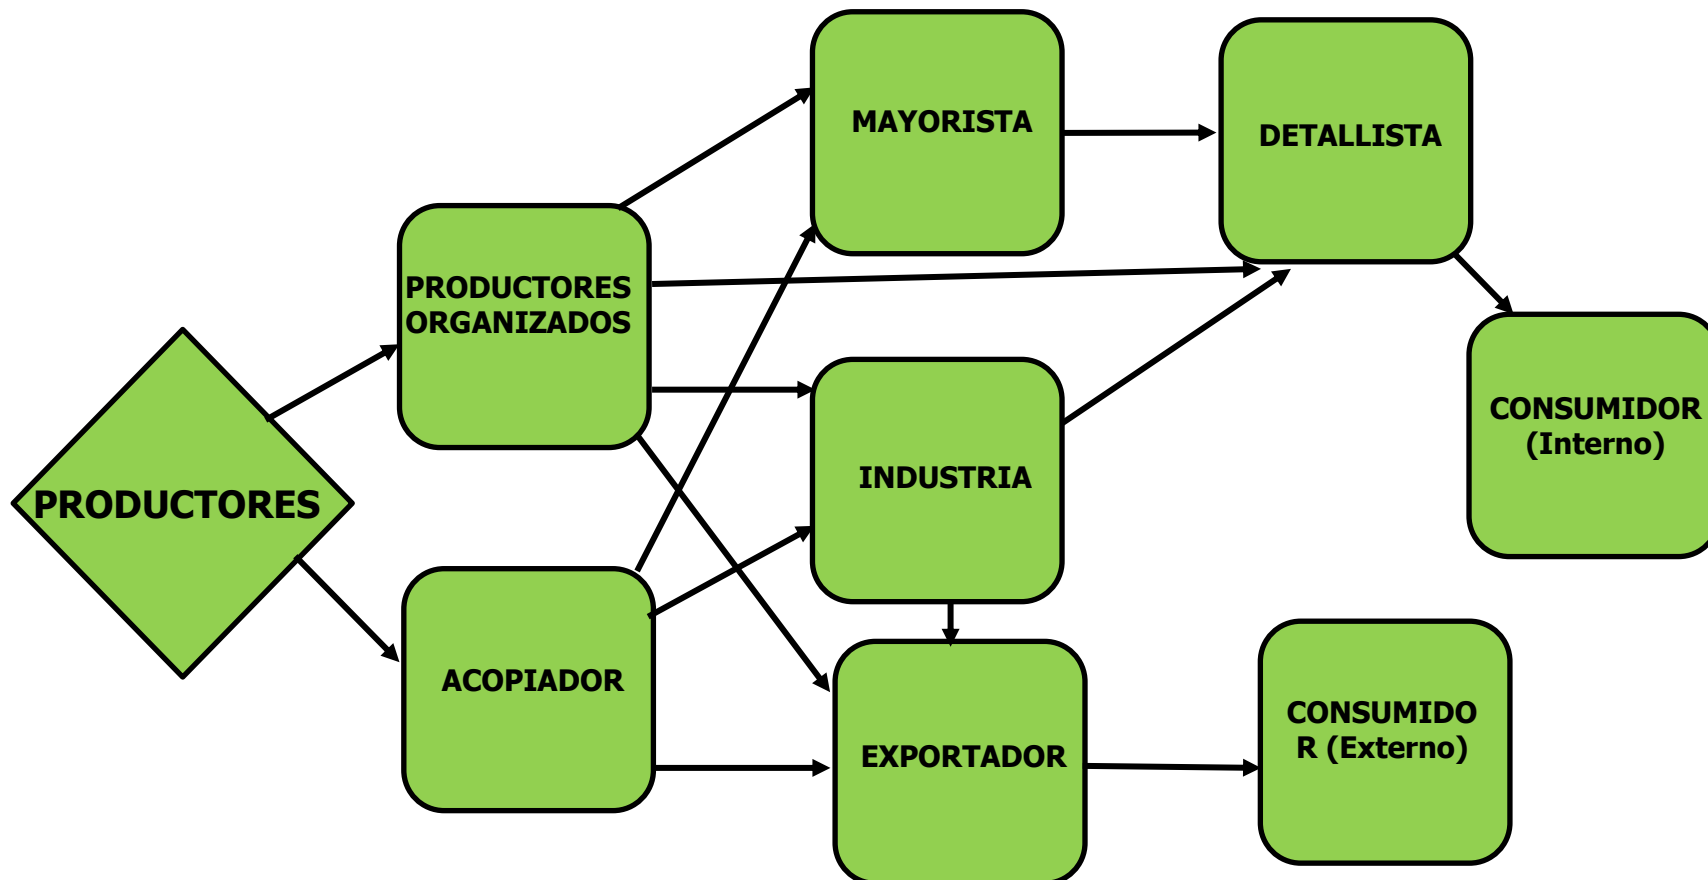 MAYORISTA
DETALLISTA
PRODUCTORES
ORGANIZADOS
CONSUMIDOR
(Interno)
INDUSTRIA
PRODUCTORES
ACOPIADOR
EXPORTADOR
CONSUMIDO
R (Externo)